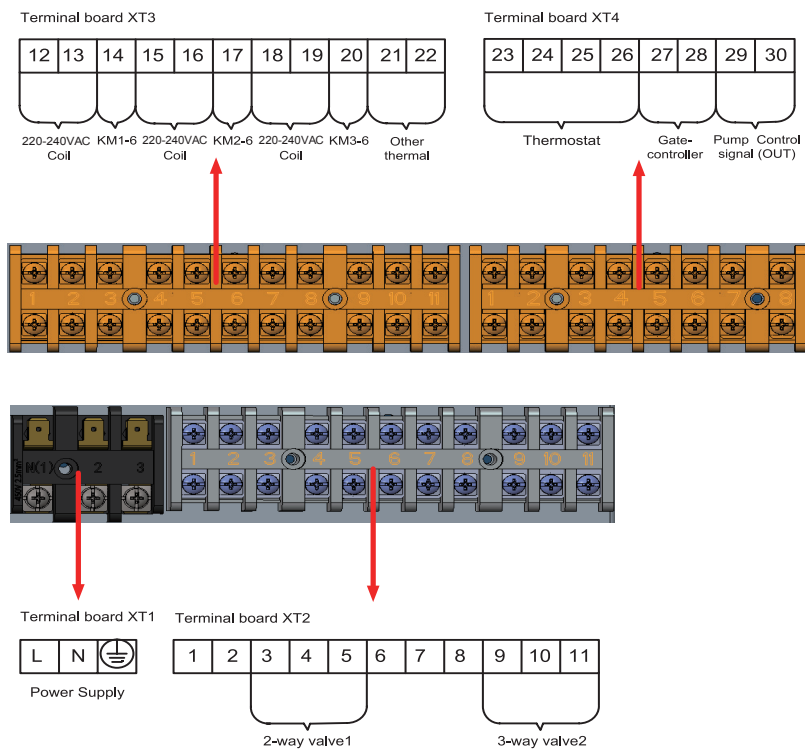 Terminal board XT3
Terminal board XT4
12 13 14 15 16 17 18 19 20 21 22
23 24 25 26 27 28 29 30
220-240VAC Coil
KM1-6
220-240VAC Coil
KM2-6
220-240VAC Coil
KM3-6
Other thermal
Thermostat
Gate-controller
Pump Control
signal (OUT)
1 2 3 4 5 6 7 8 9 10 11
1 2 3 4 5 6 7 8
N(1) 2 3
450V25mm²
1 2 3 4 5 6 7 8 9 10 11
Terminal board XT1
Terminal board XT2
L N
1 2 3 4 5 6 7 8 9 10 11
Power Supply
2-way valve1
3-way valve2